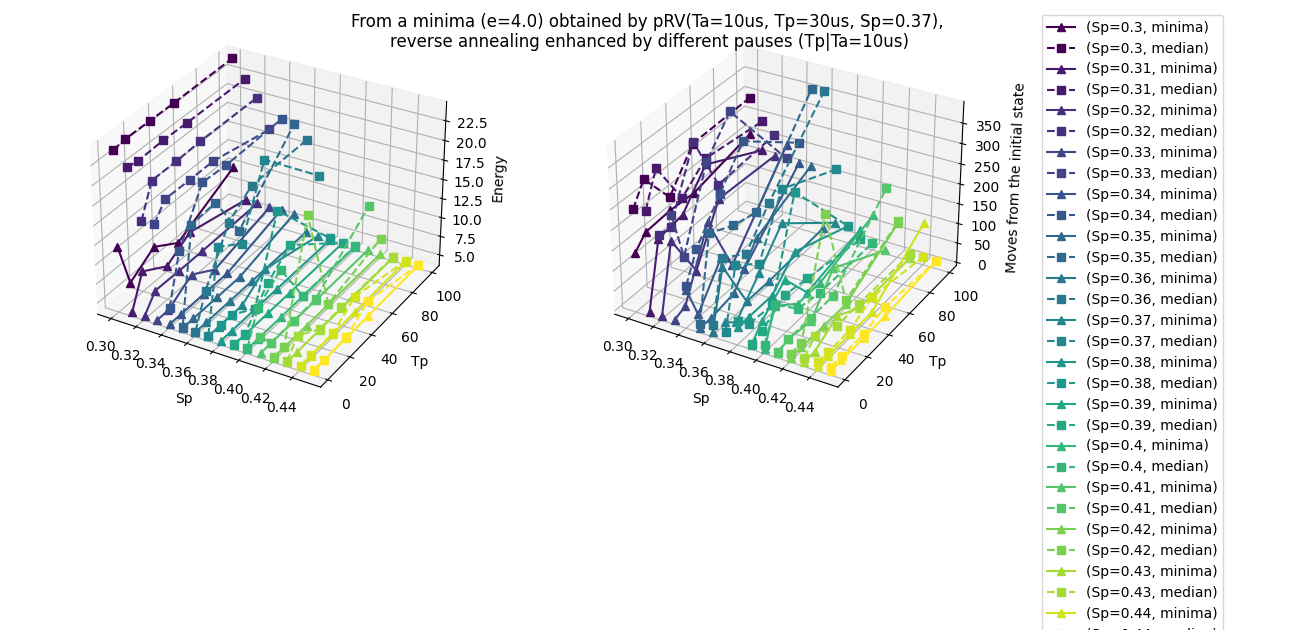 From a minima (e=4.0) obtained by pRV(Ta=10us, Tp=30us, Sp=0.37),
reverse annealing enhanced by different pauses (Tp|Ta=10us)
22.5
20.0
17.5
15.0
12.5
10.0
7.5
5.0
Energy
100
80
60
40
20
0
Tp
0.30
0.32
0.34
0.36
0.38
0.40
0.42
0.44
Sp
350
300
250
200
150
100
50
0
Moves from the initial state
100
80
60
40
20
0
Tp
0.30
0.32
0.34
0.36
0.38
0.40
0.42
0.44
Sp
(Sp=0.3, minima)
(Sp=0.3, median)
(Sp=0.31, minima)
(Sp=0.31, median)
(Sp=0.32, minima)
(Sp=0.32, median)
(Sp=0.33, minima)
(Sp=0.33, median)
(Sp=0.34, minima)
(Sp=0.34, median)
(Sp=0.35, minima)
(Sp=0.35, median)
(Sp=0.36, minima)
(Sp=0.36, median)
(Sp=0.37, minima)
(Sp=0.37, median)
(Sp=0.38, minima)
(Sp=0.38, median)
(Sp=0.39, minima)
(Sp=0.39, median)
(Sp=0.4, minima)
(Sp=0.4, median)
(Sp=0.41, minima)
(Sp=0.41, median)
(Sp=0.42, minima)
(Sp=0.42, median)
(Sp=0.43, minima)
(Sp=0.43, median)
(Sp=0.44, minima)